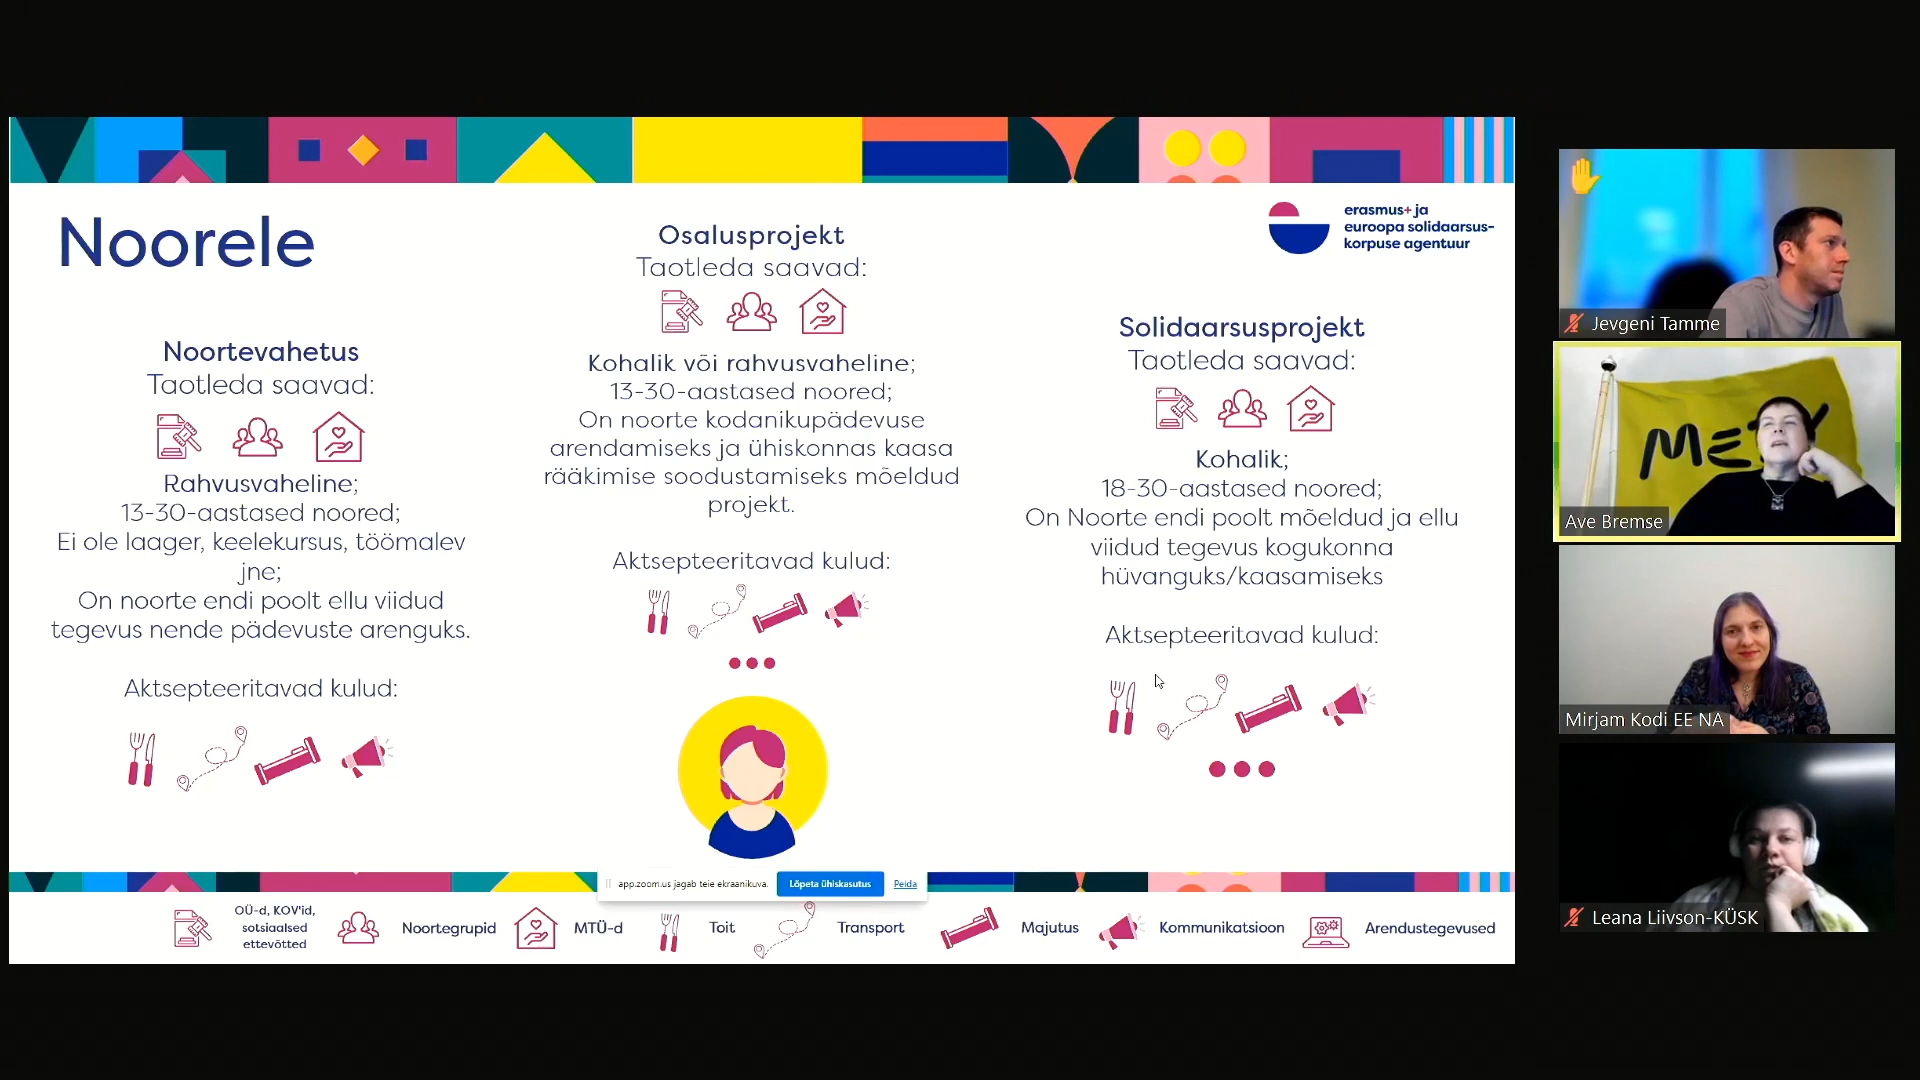 Noorele
Noortevahetus
Taotleda saavad:
Rahvusvaheline;
13-30-aastased noored;
Ei ole laager, keelekursus, töömalev
jne;
On noorte endi poolt ellu viidud
tegevus nende pädevuste arenguks.
Aktsepteeritavad kulud:
Osalusprojekt
Taotleda saavad:
Kohalik või rahvusvaheline;
13-30-aastased noored;
On noorte kodanikupädevuse
arendamiseks ja ühiskonnas kaasa
rääkimise soodustamiseks mõeldud
projekt.
Aktsepteeritavad kulud:
erasmus+ ja
euroopa solidaarsus-
korpuse agentuur
Solidaarsusprojekt
Taotleda saavad:
Kohalik;
18-30-aastased noored;
On Noorte endi poolt mõeldud ja ellu
viidud tegevus kogukonna
hüvanguks/kaasamiseks
Aktsepteeritavad kulud:
app.zoom.us jagab teie ekraanikuva.
Lõpeta ühiskasutus
Peida
OÜ-d, KOV'id,
sotsiaalsed
ettevõtted
Noortegrupid
MTÜ-d
Toit
Transport
Majutus
Kommunikatsioon
Arendustegevused
Jevgeni Tamme
Ave Bremse
Mirjam Kodi EE NA
Leana Liivson-KÜSK